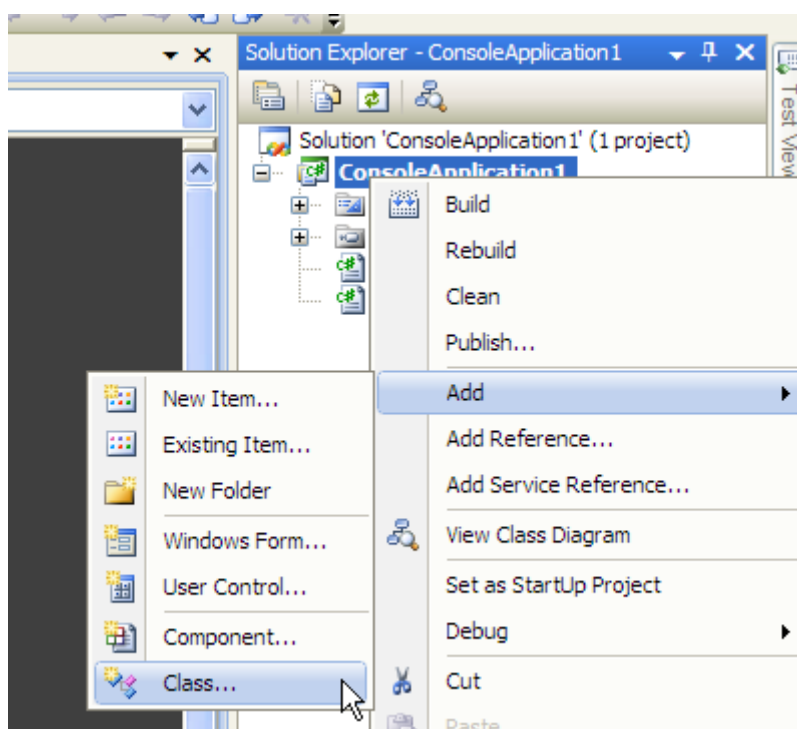 Solution Explorer - ConsoleApplication1
Test View
Solution 'ConsoleApplication1' (1 project)
C# ConsoleApplication1
C#
C#
Build
Rebuild
Clean
Publish...
Add
Add Reference...
Add Service Reference...
View Class Diagram
Set as StartUp Project
Debug
Cut
Paste
New Item...
Existing Item...
New Folder
Windows Form...
User Control...
Component...
Class...